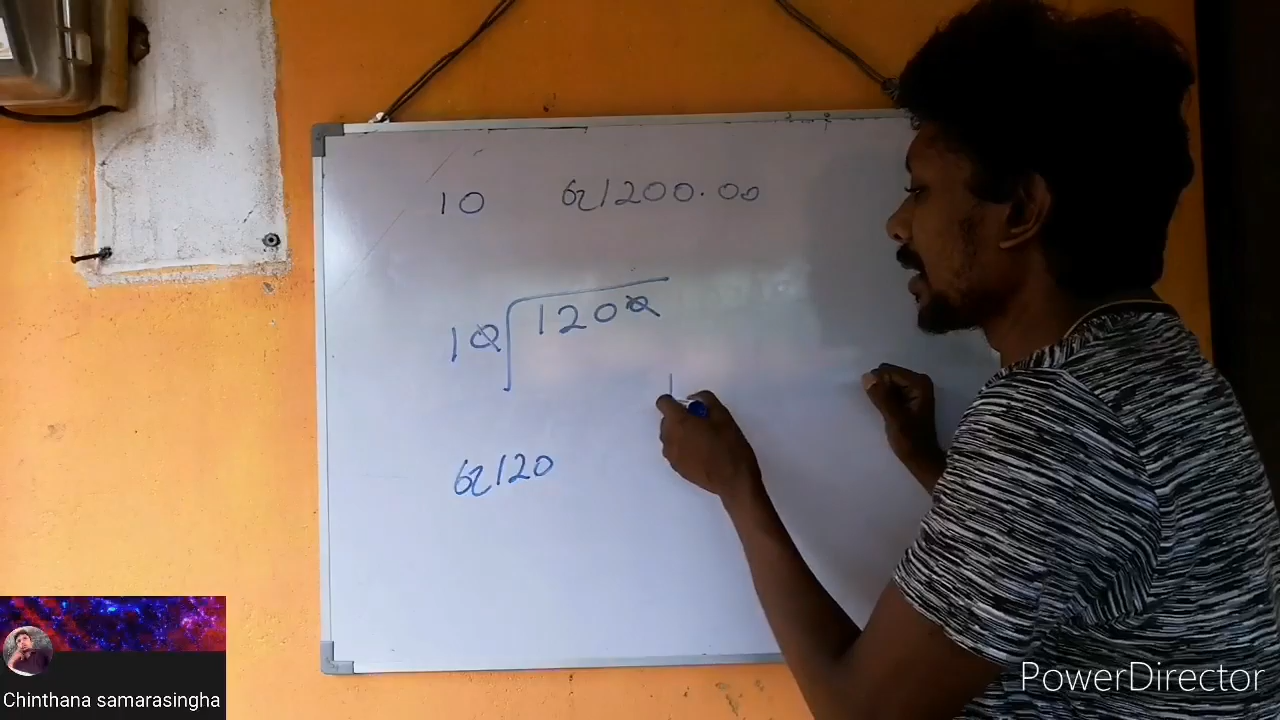 10 රු1200.00
10 1200
රු120
Chinthana samarasingha
PowerDirector